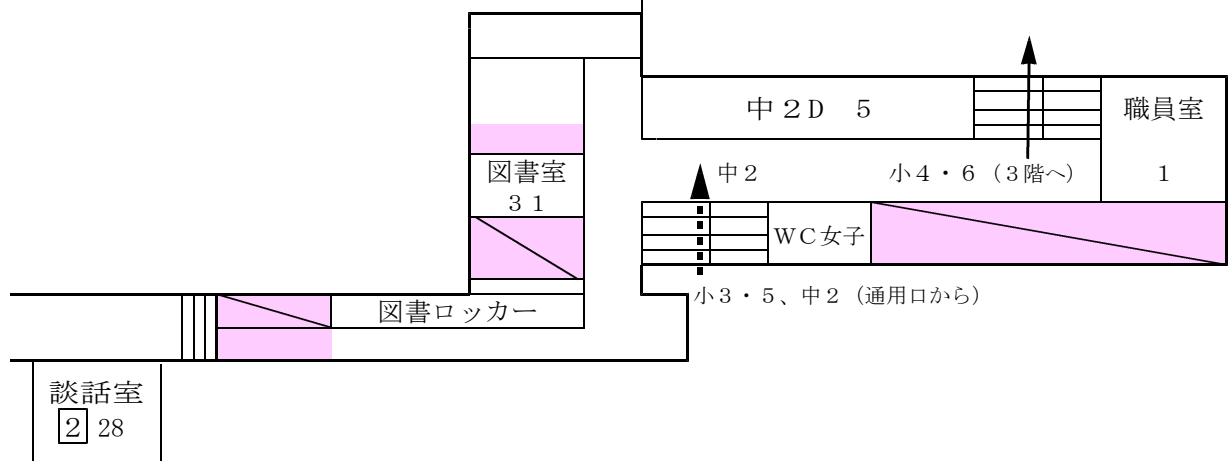 中２D　5
職員室
1
図書室
３１
中２
小４・６（３階へ）
WC女子
小３・５、中２（通用口から）
図書ロッカー
談話室
2 28